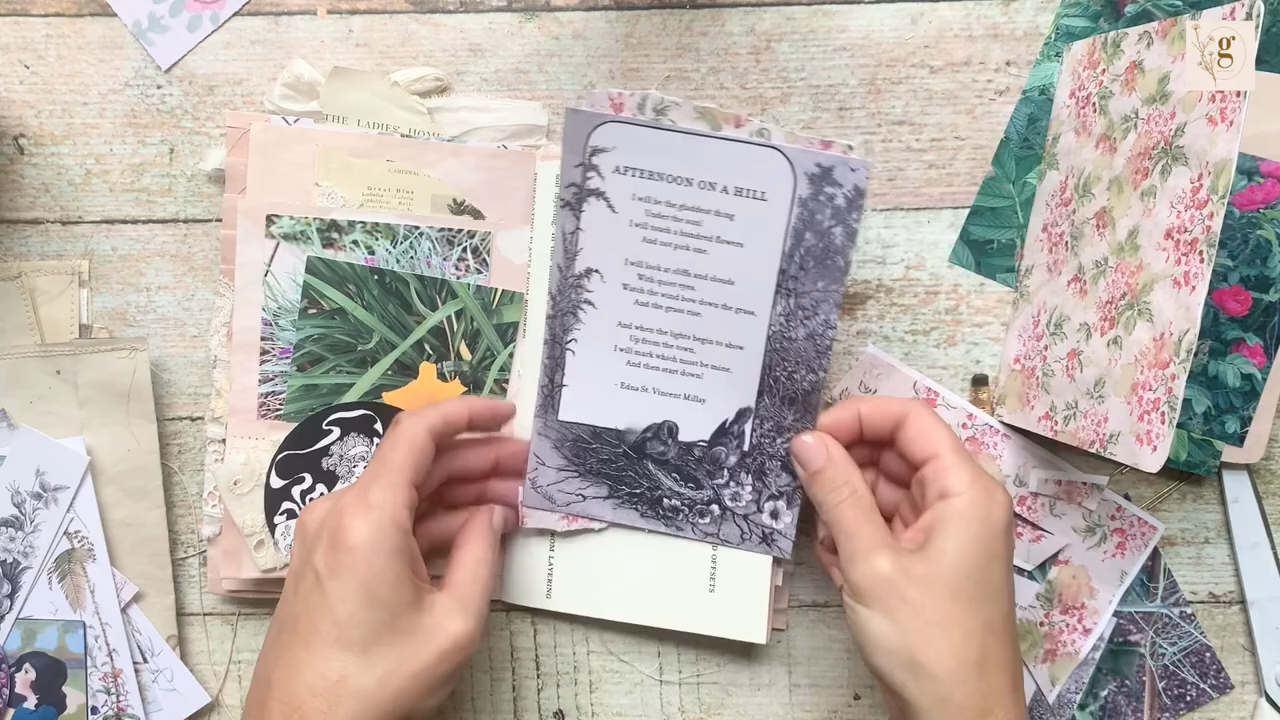 g
THE LADIES' HOME
CARDINAL
Great Blue
Lobelia
AFTERNOON ON A HILL
I will be the gladdest thing
Under the sun!
I will touch a hundred flowers
And not pick one.
I will look at cliffs and clouds
With quiet eyes,
Watch the wind bow down the grass,
And the grass rise.
And when the lights begin to show
Up from the town,
I will mark which must be mine,
And then start down!
- Edna St. Vincent Millay
OM LAYERING
D OFFSETS